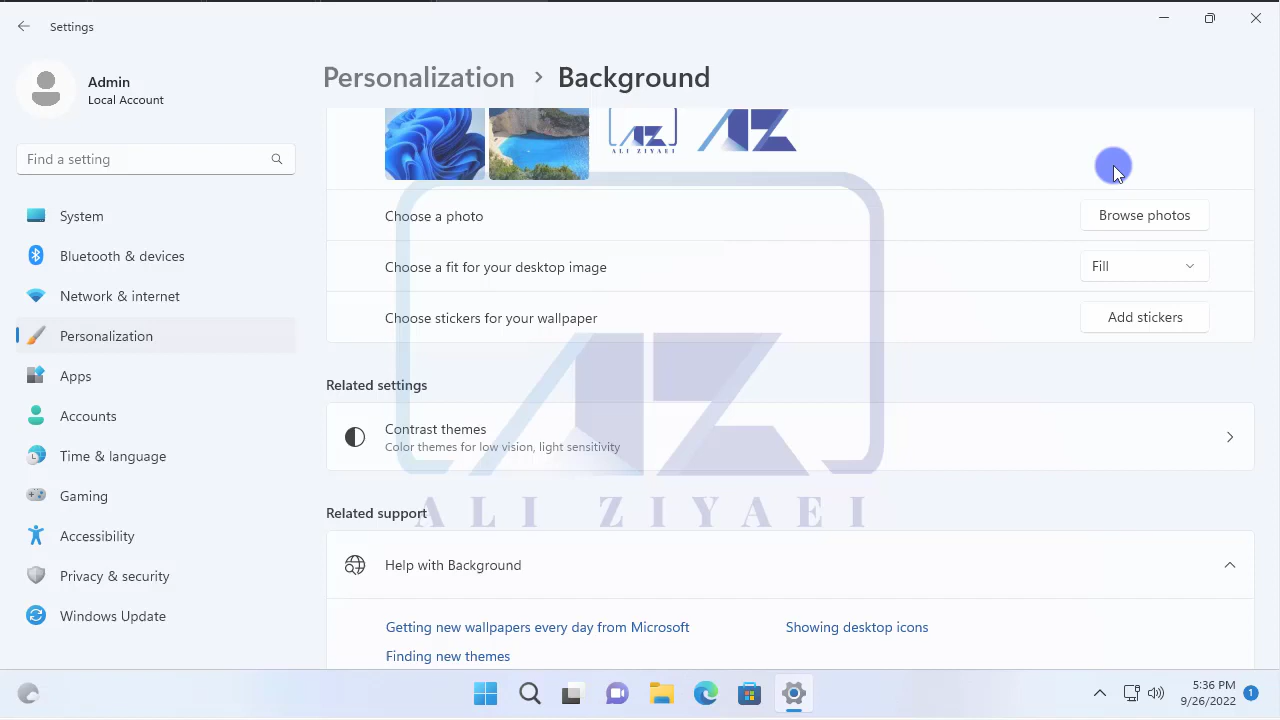 Settings
Admin
Local Account
Find a setting
System
Bluetooth & devices
Network & internet
Personalization
Apps
Accounts
Time & language
Gaming
Accessibility
Privacy & security
Windows Update
Personalization > Background
AZ
ALI ZIYAEI
AZ
Choose a photo
Browse photos
Choose a fit for your desktop image
Fill
Choose stickers for your wallpaper
Add stickers
Related settings
Contrast themes
Color themes for low vision, light sensitivity
AZ
ALI ZIYAEI
Related support
Help with Background
Getting new wallpapers every day from Microsoft
Showing desktop icons
Finding new themes
5:36 PM
9/26/2022
1